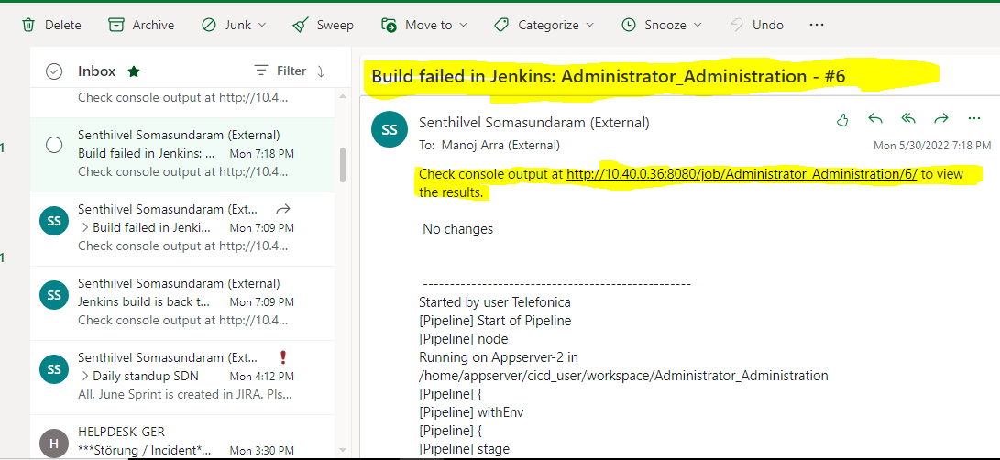 Delete Archive Junk Sweep Move to Categorize Snooze Undo ...
Inbox Filter
Check console output at http://10.4...
Senthilvel Somasundaram (External)
Build failed in Jenkins: ... Mon 7:18 PM
Check console output at http://10.4...
1
SS
Senthilvel Somasundaram (Ext...
> Build failed in Jenki... Mon 7:09 PM
Check console output at http://10.4...
1
SS
Senthilvel Somasundaram (External)
Jenkins build is back t... Mon 7:09 PM
Check console output at http://10.4...
SS
Senthilvel Somasundaram (Ext... !
> Daily standup SDN Mon 4:12 PM
All, June Sprint is created in JIRA. Pls...
H
HELPDESK-GER
***Störung / Incident*... Mon 3:30 PM
Build failed in Jenkins: Administrator_Administration - #6
SS
Senthilvel Somasundaram (External)
To: Manoj Arra (External)
Mon 5/30/2022 7:18 PM
Check console output at http://10.40.0.36:8080/job/Administrator_Administration/6/ to view
the results.
No changes
--------------------------------------------------
Started by user Telefonica
[Pipeline] Start of Pipeline
[Pipeline] node
Running on Appserver-2 in
/home/appserver/cicd_user/workspace/Administrator_Administration
[Pipeline] {
[Pipeline] withEnv
[Pipeline] {
[Pipeline] stage